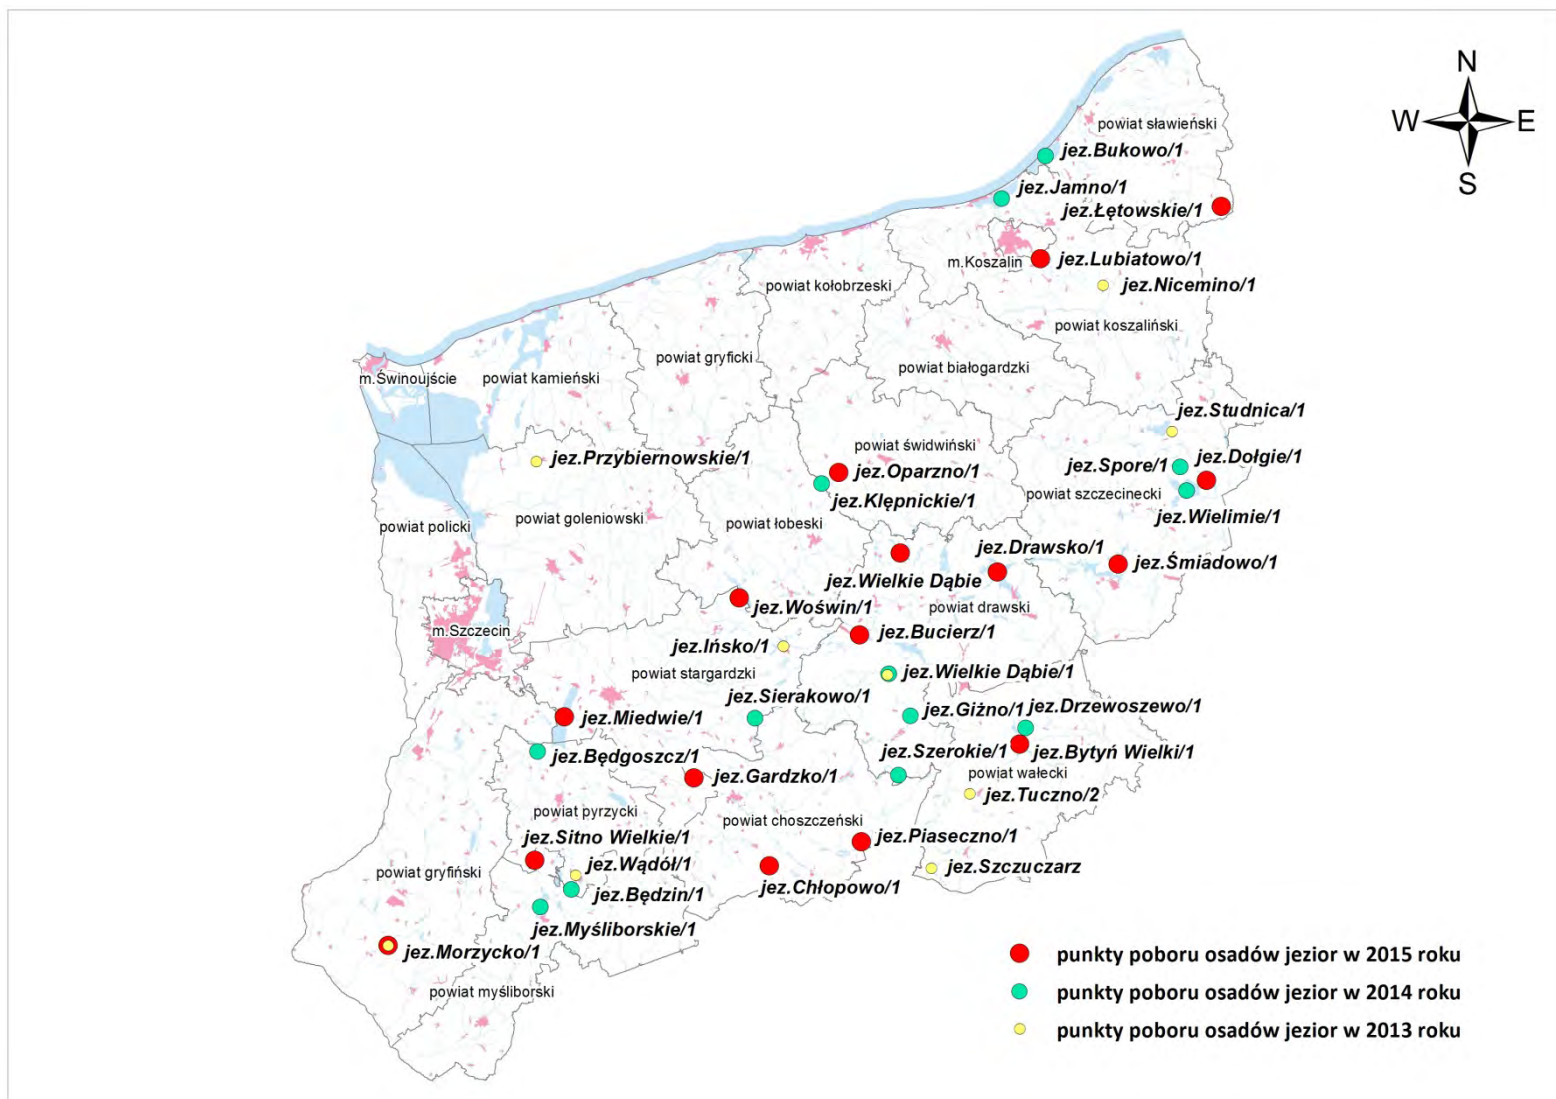 N
W E
S
powiat sławieński
jez.Bukowo/1
jez.Jamno/1
jez.Łętowskie/1
m.Koszalin
jez.Lubiatowo/1
powiat kołobrzeski
jez.Nicemino/1
powiat koszaliński
powiat gryficki
powiat białogardzki
m.Świnoujście
powiat kamieński
jez.Studnica/1
powiat świdwiński
jez.Przybiernowskie/1
jez.Oparzno/1
jez.Spore/1
jez.Dołgie/1
jez.Klępnickie/1
powiat szczecinecki
jez.Wielimie/1
powiat policki
powiat goleniowski
powiat łobeski
jez.Drawsko/1
jez.Śmiadowo/1
jez.Wielkie Dąbie
jez.Woświn/1
powiat drawski
m.Szczecin
jez.Bucierz/1
jez.Ińsko/1
powiat stargardzki
jez.Wielkie Dąbie/1
jez.Sierakowo/1
jez.Giżno/1
jez.Drzewoszewo/1
jez.Miedwie/1
jez.Będgoszcz/1
jez.Szerokie/1
jez.Bytyń Wielki/1
jez.Gardzko/1
powiat wałecki
jez.Tuczno/2
powiat pyrzycki
powiat choszczeński
jez.Sitno Wielkie/1
jez.Piaseczno/1
jez.Wądół/1
powiat gryfiński
jez.Szczuczarz
jez.Chłopowo/1
jez.Będzin/1
jez.Myśliborskie/1
jez.Morzycko/1
powiat myśliborski
punkty poboru osadów jezior w 2015 roku
punkty poboru osadów jezior w 2014 roku
punkty poboru osadów jezior w 2013 roku